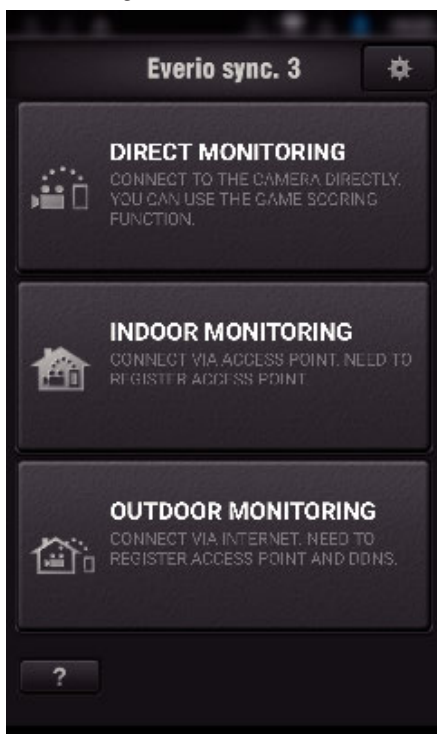 Everio sync. 3
DIRECT MONITORING
CONNECT TO THE CAMERA DIRECTLY.
YOU CAN USE THE GAME SCORING
FUNCTION.
INDOOR MONITORING
CONNECT VIA ACCESS POINT. NEED TO
REGISTER ACCESS POINT.
OUTDOOR MONITORING
CONNECT VIA INTERNET. NEED TO
REGISTER ACCESS POINT AND DDNS.
?